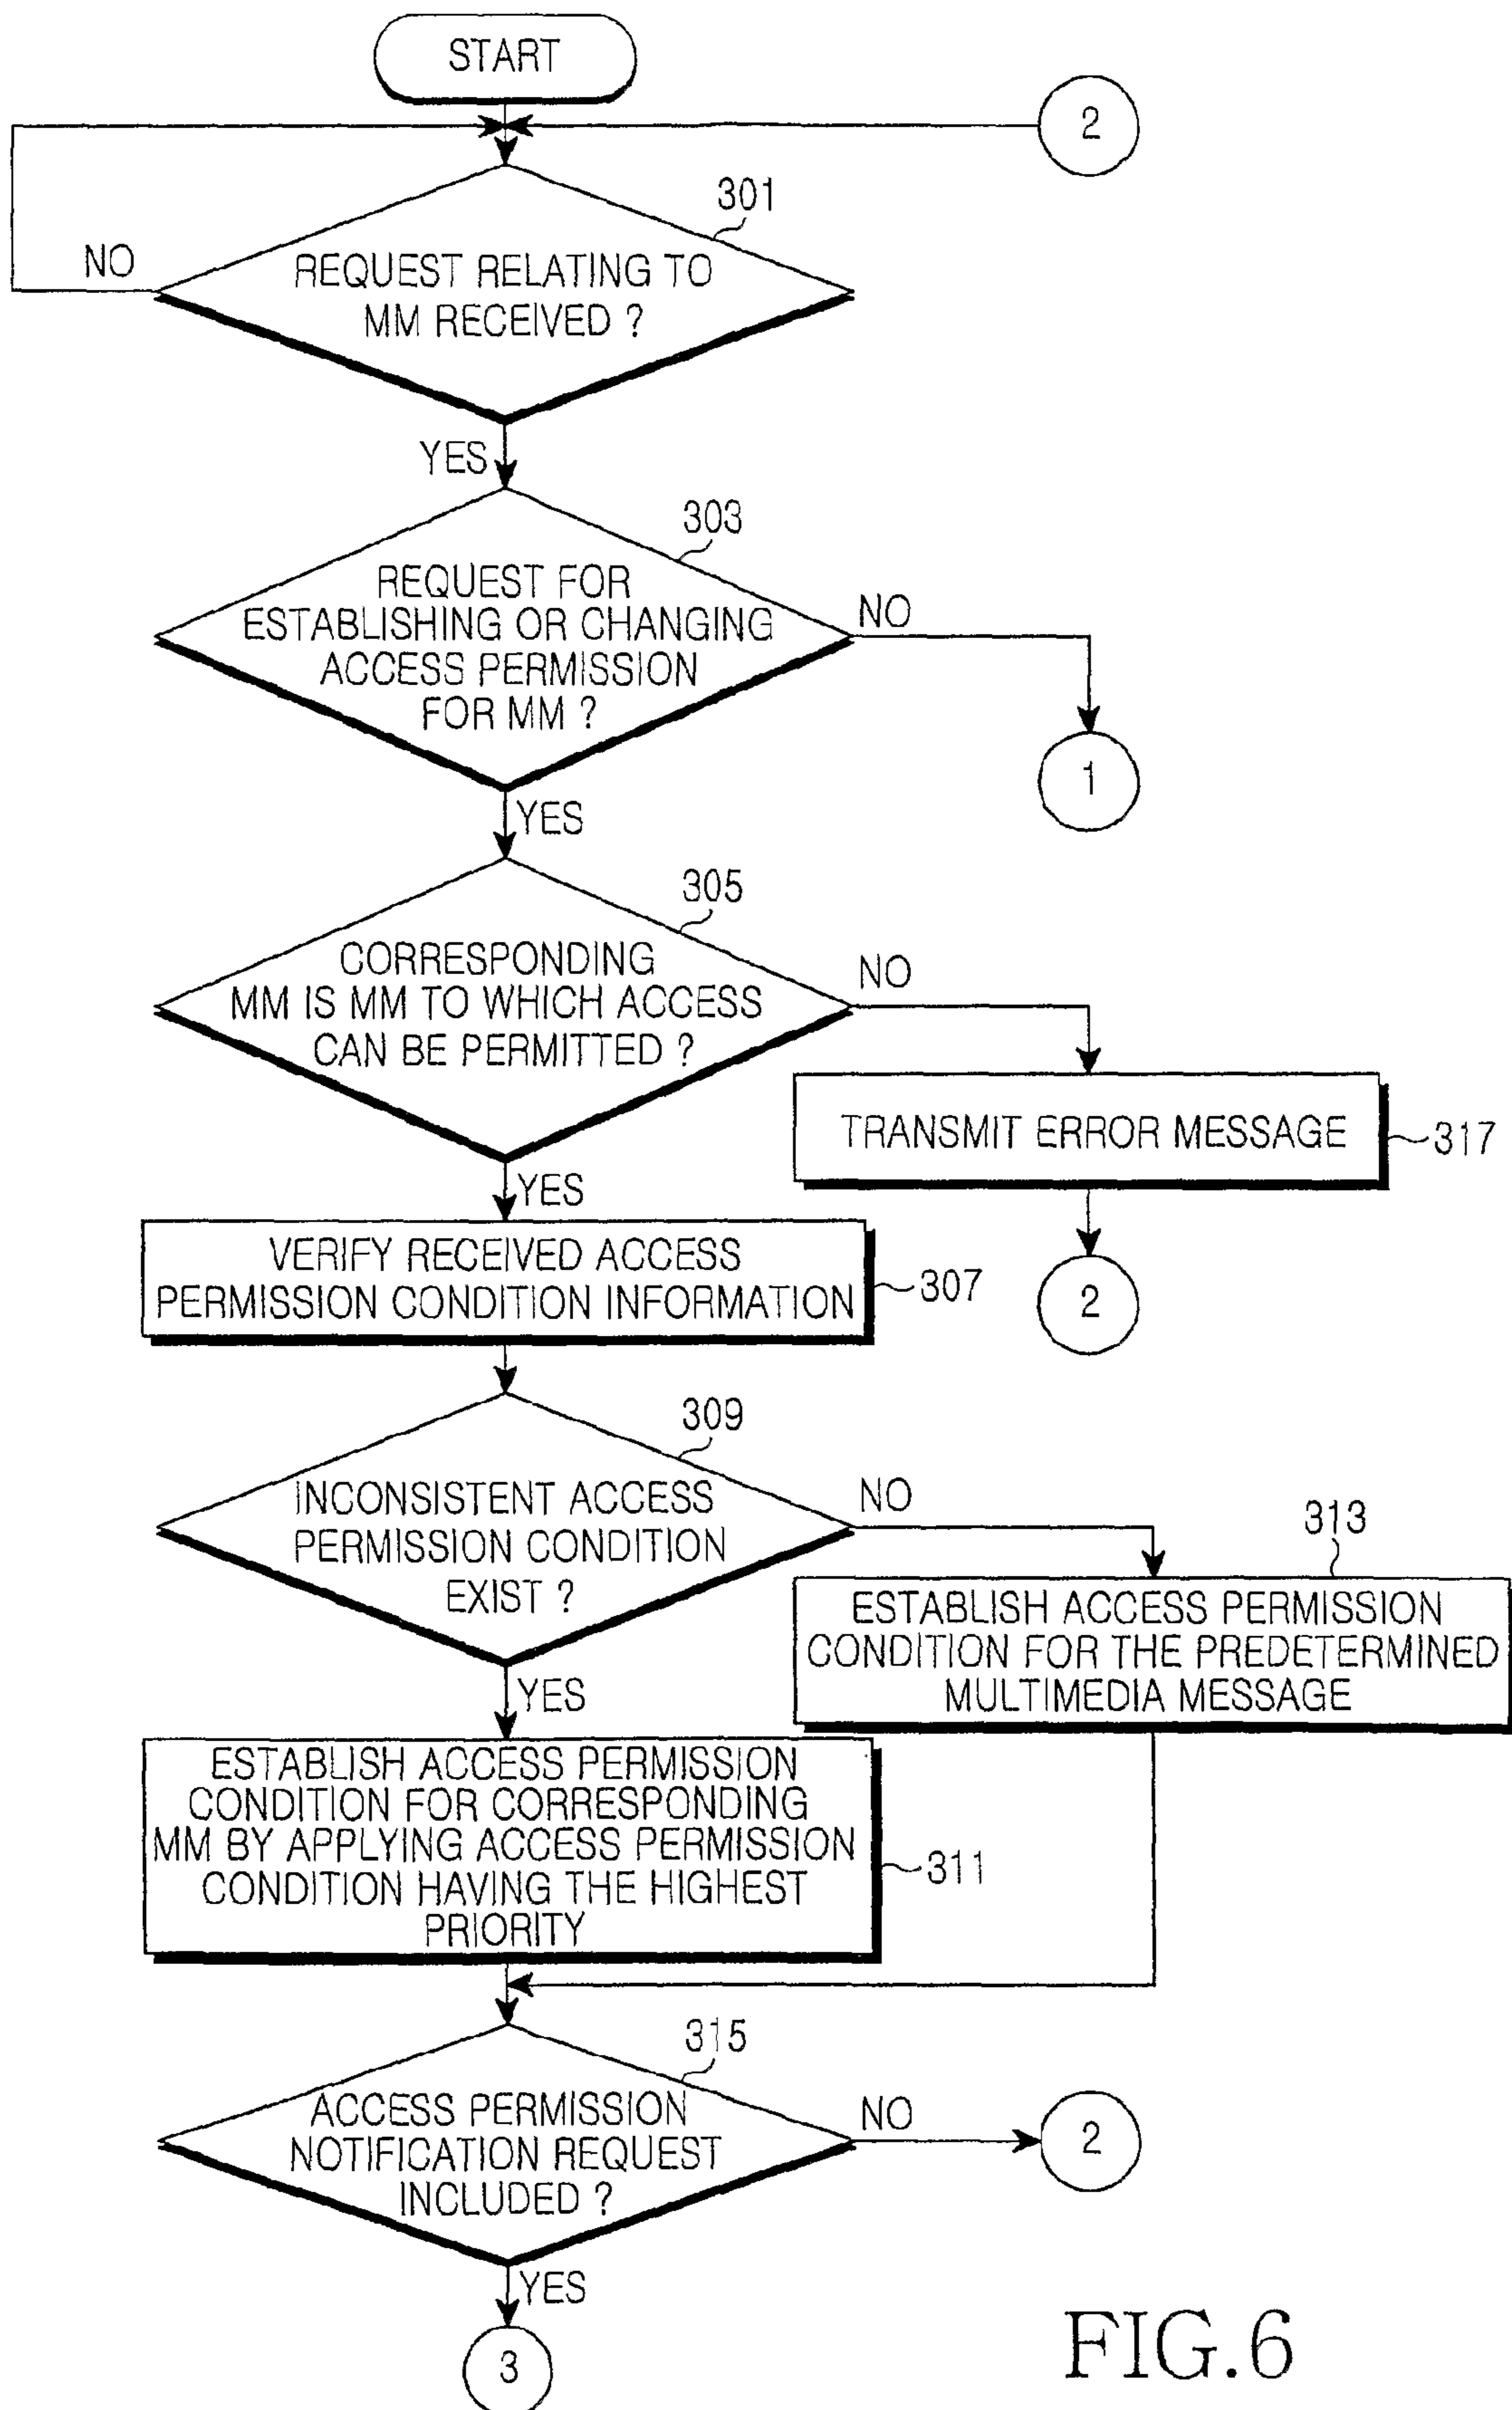 START
2
301
NO
REQUEST RELATING TO
MM RECEIVED ?
YES
303
REQUEST FOR
ESTABLISHING OR CHANGING
ACCESS PERMISSION
FOR MM ?
NO
1
YES
305
CORRESPONDING
MM IS MM TO WHICH ACCESS
CAN BE PERMITTED ?
NO
TRANSMIT ERROR MESSAGE
317
2
YES
VERIFY RECEIVED ACCESS
PERMISSION CONDITION INFORMATION
307
309
INCONSISTENT ACCESS
PERMISSION CONDITION
EXIST ?
NO
313
ESTABLISH ACCESS PERMISSION
CONDITION FOR THE PREDETERMINED
MULTIMEDIA MESSAGE
YES
ESTABLISH ACCESS PERMISSION
CONDITION FOR CORRESPONDING
MM BY APPLYING ACCESS PERMISSION
CONDITION HAVING THE HIGHEST
PRIORITY
311
315
ACCESS PERMISSION
NOTIFICATION REQUEST
INCLUDED ?
NO
2
YES
3
FIG.6